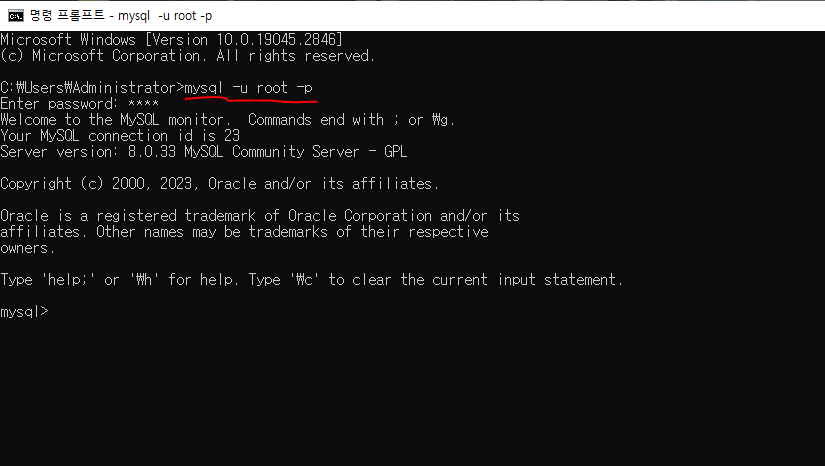 명령 프롬프트 - mysql -u root -p
Microsoft Windows [Version 10.0.19045.2846]
(c) Microsoft Corporation. All rights reserved.
C:₩Users₩Administrator>mysql -u root -p
Enter password: ****
Welcome to the MySQL monitor.  Commands end with ; or ₩g.
Your MySQL connection id is 23
Server version: 8.0.33 MySQL Community Server - GPL
Copyright (c) 2000, 2023, Oracle and/or its affiliates.
Oracle is a registered trademark of Oracle Corporation and/or its
affiliates. Other names may be trademarks of their respective
owners.
Type 'help;' or '₩h' for help. Type '₩c' to clear the current input statement.
mysql>